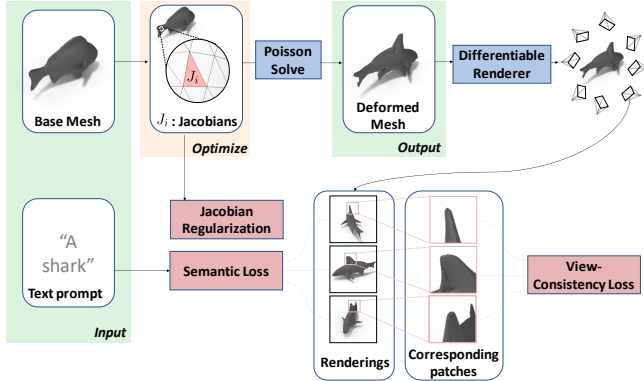 Base Mesh
J_i
J_i : Jacobians
Optimize
Poisson
Solve
Deformed
Mesh
Output
Differentiable
Renderer
"A
shark"
Text prompt
Input
Jacobian
Regularization
Semantic Loss
Renderings
Corresponding
patches
View-
Consistency Loss